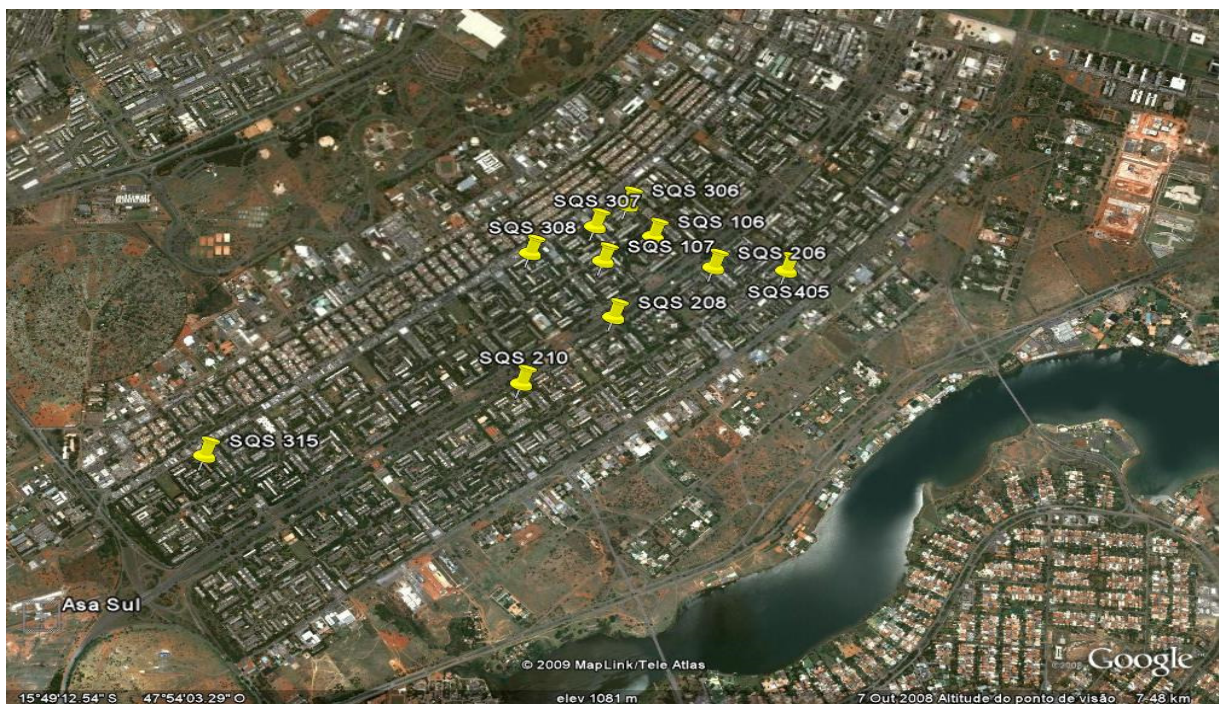 SQS 306
SQS 307
SQS 106
SQS 308
SQS 107
SQS 206
SQS405
SQS 208
SQS 210
SQS 315
Asa Sul
© 2009 MapLink/Tele Atlas
Google
15°49'12.54" S 47°54'03.29" O elev 1081 m 7 Out 2008 Altitude do ponto de visão 7.48 km